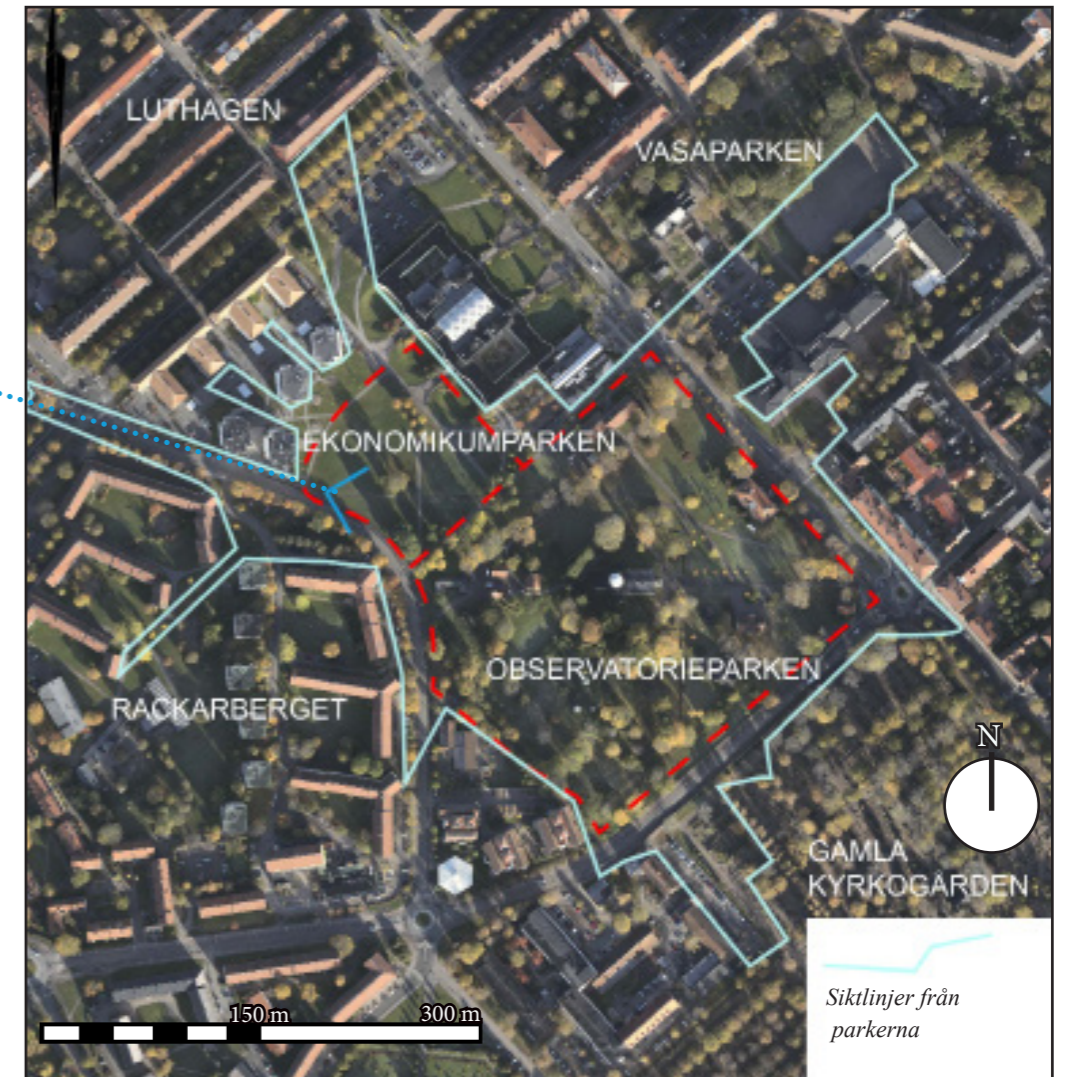 LUTHAGEN
VASAPARKEN
EKONOMIKUMPARKEN
OBSERVATORIEPARKEN
RACKARBERGET
N
GAMLA
KYRKOGÅRDEN
Siktlinjer från
parkerna
150 m
300 m